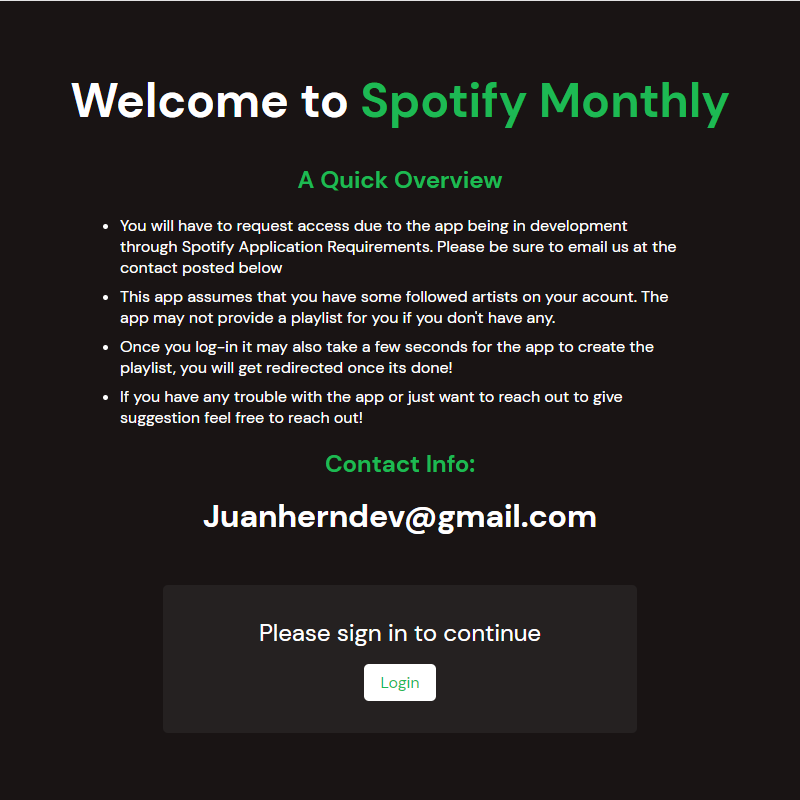 Welcome to Spotify Monthly
A Quick Overview
• You will have to request access due to the app being in development
through Spotify Application Requirements. Please be sure to email us at the
contact posted below
• This app assumes that you have some followed artists on your acount. The
app may not provide a playlist for you if you don't have any.
• Once you log-in it may also take a few seconds for the app to create the
playlist, you will get redirected once its done!
• If you have any trouble with the app or just want to reach out to give
suggestion feel free to reach out!
Contact Info:
Juanherndev@gmail.com
Please sign in to continue
Login